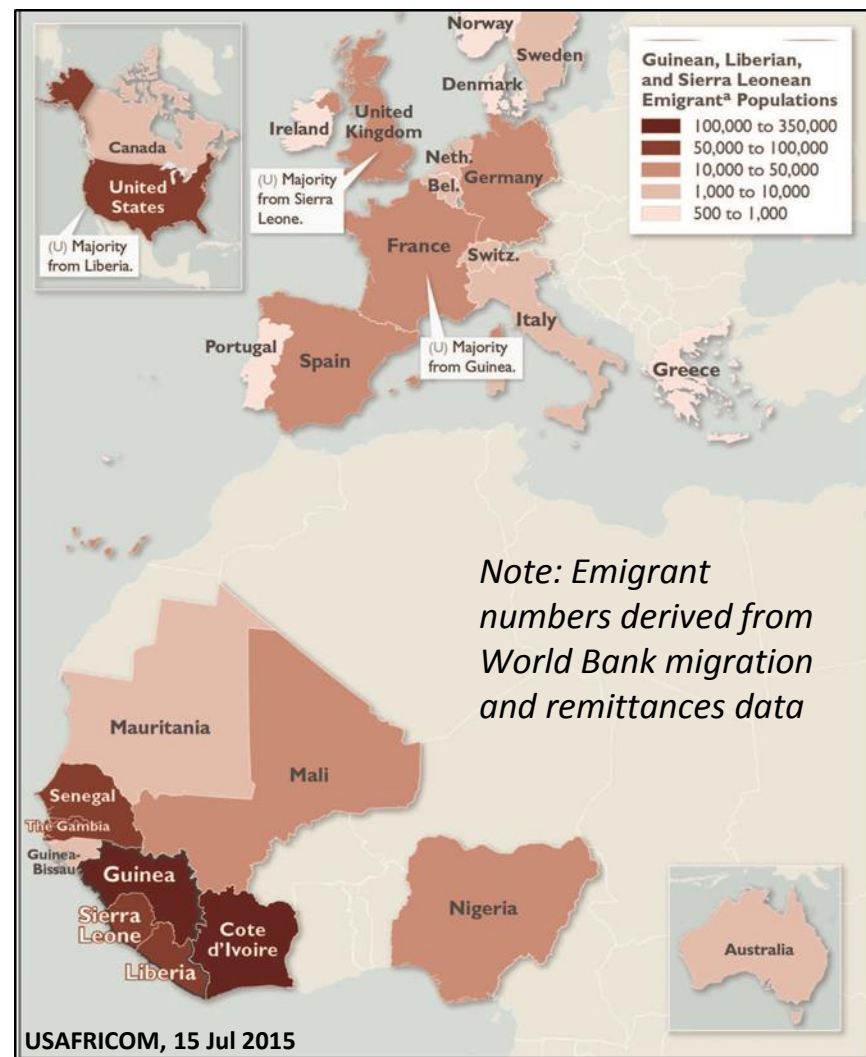 Norway
Sweden
Denmark
United
Kingdom
Ireland
Neth.
Bel.
Germany
(U) Majority
from Sierra
Leone.
France
Switz.
Italy
(U) Majority
from Guinea.
Portugal
Spain
Greece
Canada
United
States
(U) Majority
from Liberia.
Guinean, Liberian,
and Sierra Leonean
Emigrantª Populations
100,000 to 350,000
50,000 to 100,000
10,000 to 50,000
1,000 to 10,000
500 to 1,000
Note: Emigrant
numbers derived from
World Bank migration
and remittances data
Mauritania
Mali
Senegal
The Gambia
Guinea-
Bissau
Guinea
Sierra
Leone
Liberia
Cote
d'Ivoire
Nigeria
Australia
USAFRICOM, 15 Jul 2015